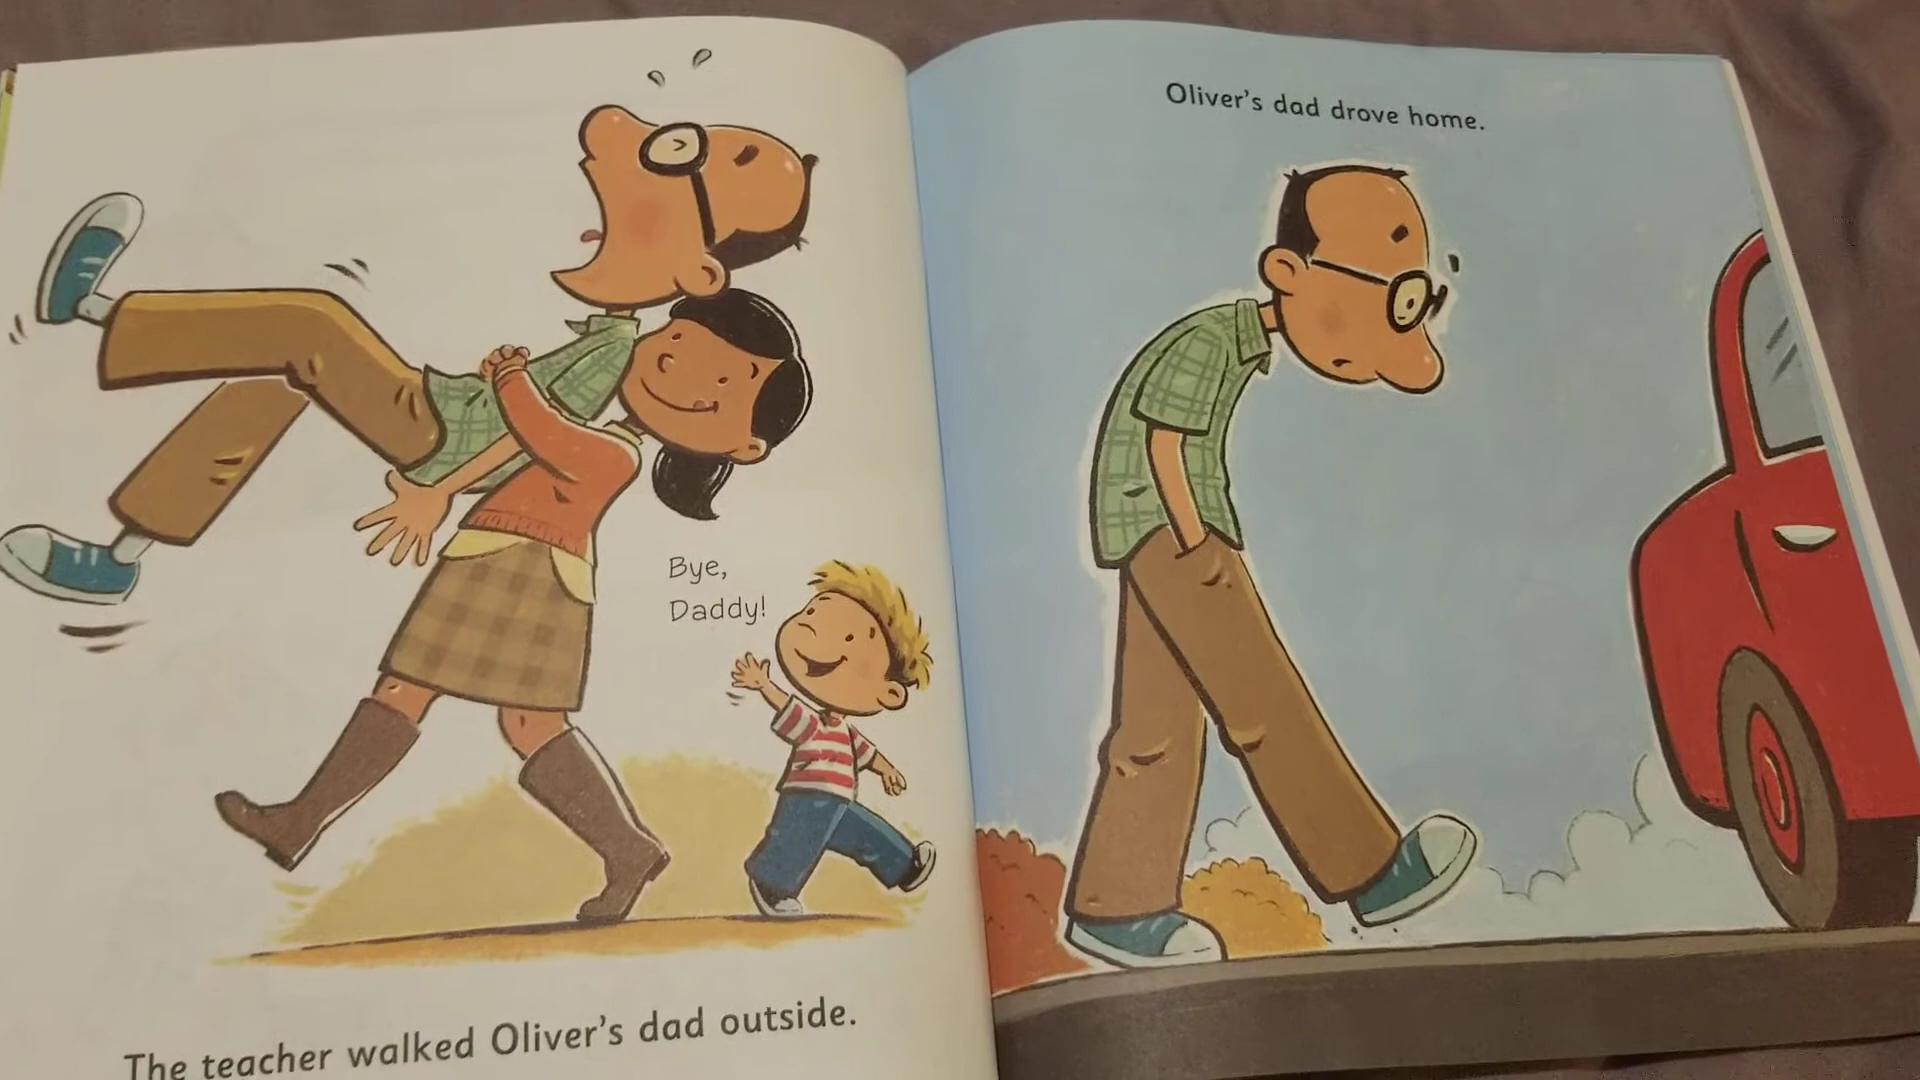 Bye,
Daddy!
The teacher walked Oliver's dad outside.
Oliver's dad drove home.